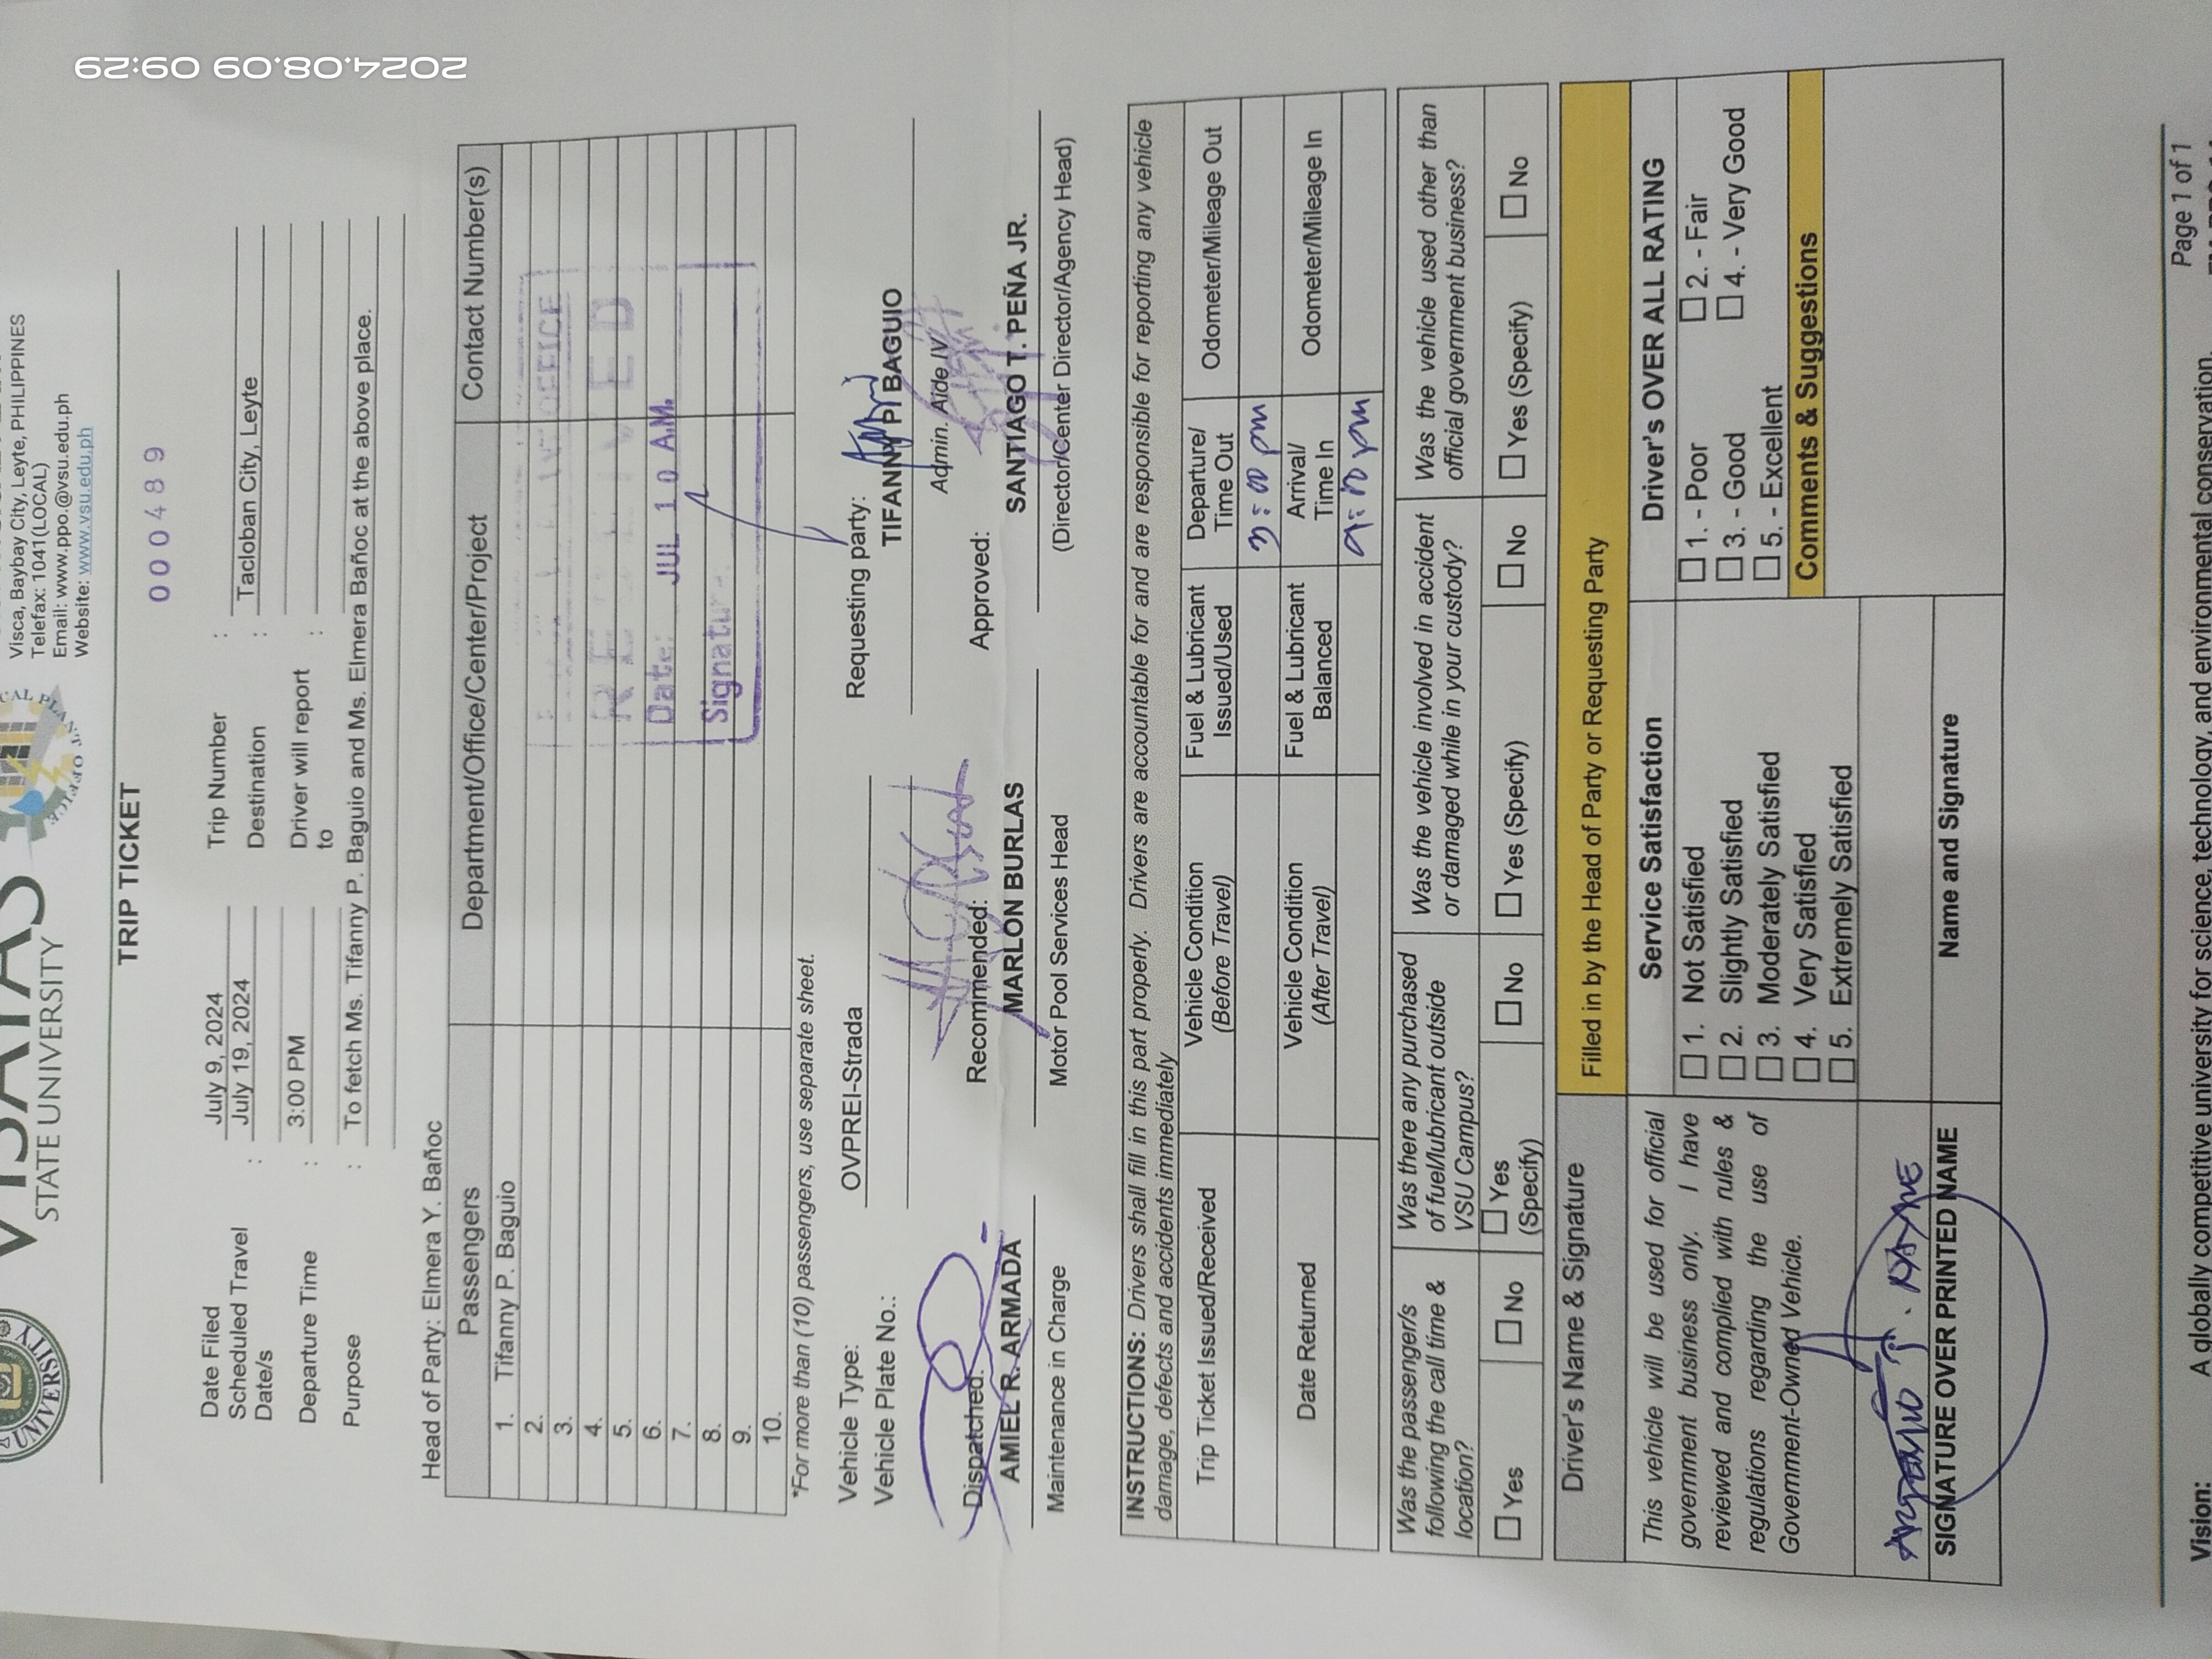 2024.08.09 09:29
VISAYAS
STATE UNIVERSITY
UNIVERSITY
Visca, Baybay City, Leyte, PHILIPPINES
Telefax: 1041(LOCAL)
Email: www.ppo.@vsu.edu.ph
Website: www.vsu.edu.ph
TRIP TICKET
000489
Date Filed July 9, 2024 Trip Number :
Scheduled Travel Date/s : July 19, 2024 Destination : Tacloban City, Leyte
Departure Time : 3:00 PM Driver will report to :
Purpose : To fetch Ms. Tifanny P. Baguio and Ms. Elmera Bañoc at the above place.
Head of Party: Elmera Y. Bañoc
Passengers Department/Office/Center/Project Contact Number(s)
1. Tifanny P. Baguio
2.
3.
4.
5.
6.
7.
8.
9.
10.
OFFICE
RECEIVED
Date: JUL 10 A.M.
Signatu
*For more than (10) passengers, use separate sheet.
Vehicle Type: OVPREI-Strada Requesting party:
Vehicle Plate No.: TIFANNY P. BAGUIO
Admin. Aide IV
Dispatched: Recommended: Approved:
AMIEL R. ARMADA MARLON BURLAS SANTIAGO T. PEÑA JR.
Maintenance in Charge Motor Pool Services Head (Director/Center Director/Agency Head)
INSTRUCTIONS: Drivers shall fill in this part properly. Drivers are accountable for and are responsible for reporting any vehicle
damage, defects and accidents immediately
Trip Ticket Issued/Received Vehicle Condition (Before Travel) Fuel & Lubricant Issued/Used Departure/ Time Out Odometer/Mileage Out
3:00 pm
Date Returned Vehicle Condition (After Travel) Fuel & Lubricant Balanced Arrival/ Time In Odometer/Mileage In
9:10 pm
Was the passenger/s following the call time & location?
Was there any purchased of fuel/lubricant outside VSU Campus?
Was the vehicle involved in accident or damaged while in your custody?
Was the vehicle used other than official government business?
Yes No Yes (Specify) No Yes (Specify) No Yes (Specify) No
Driver's Name & Signature Filled in by the Head of Party or Requesting Party
This vehicle will be used for official
government business only. I have
reviewed and complied with rules &
regulations regarding the use of
Government-Owned Vehicle.
SIGNATURE OVER PRINTED NAME
Service Satisfaction
1. Not Satisfied
2. Slightly Satisfied
3. Moderately Satisfied
4. Very Satisfied
5. Extremely Satisfied
Name and Signature
Driver's OVER ALL RATING
1. - Poor 2. - Fair
3. - Good 4. - Very Good
5. - Excellent
Comments & Suggestions
Page 1 of 1
Vision: A globally competitive university for science, technology, and environmental conservation.